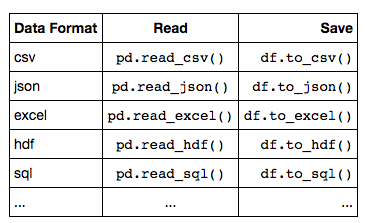 Data Format Read Save
csv pd.read_csv() df.to_csv()
json pd.read_json() df.to_json()
excel pd.read_excel() df.to_excel()
hdf pd.read_hdf() df.to_hdf()
sql pd.read_sql() df.to_sql()
... ... ...